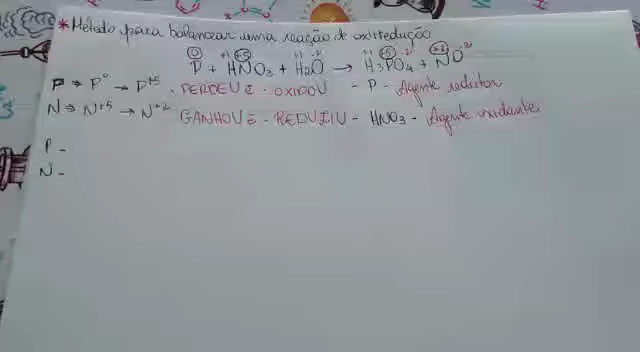 * Método para balancear uma reação de oxirredução
0 +1 +5 +1 -2 +1 +5 -2 +2 -2
P + HNO₃ + H₂O → H₃PO₄ + NO
P → P⁰ → P⁺⁵ . PERDEU E - OXIDOU - P - Agente redutor
N → N⁺⁵ → N⁺² GANHOU E - REDUZIU - HNO₃ - Agente oxidante
P -
N -